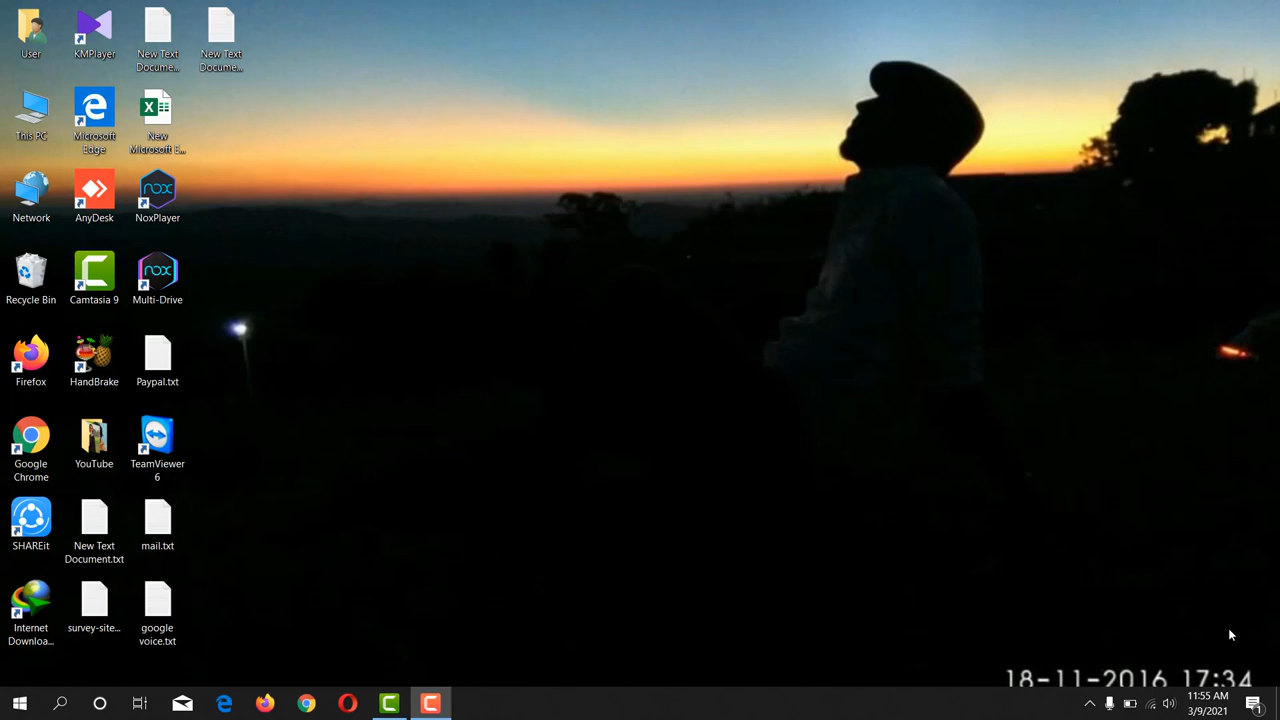 User
KMPlayer
New Text
Docume...
New Text
Docume...
This PC
Microsoft
Edge
New
Microsoft E...
Network
AnyDesk
nox
NoxPlayer
Recycle Bin
Camtasia 9
nox
Multi-Drive
Firefox
HandBrake
Paypal.txt
Google
Chrome
YouTube
TeamViewer
6
SHAREit
New Text
Document.txt
mail.txt
Internet
Downloa...
survey-site...
google
voice.txt
18-11-2016 17:34
11:55 AM
3/9/2021
1